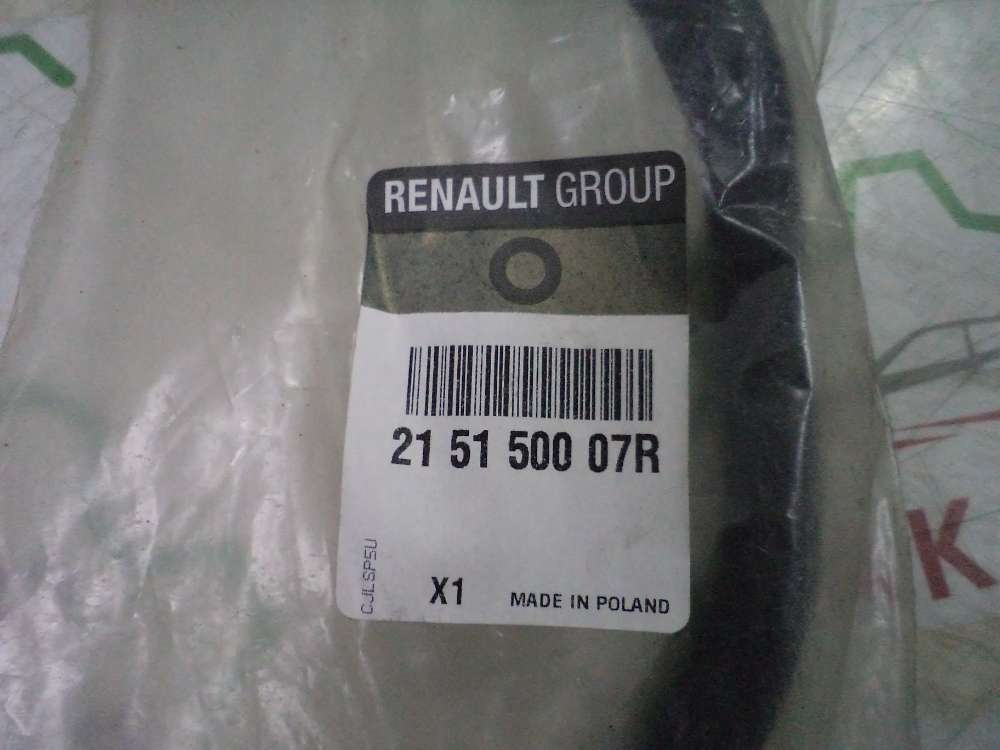 RENAULT GROUP
21 51 500 07R
CJLSP5U
X1 MADE IN POLAND
K